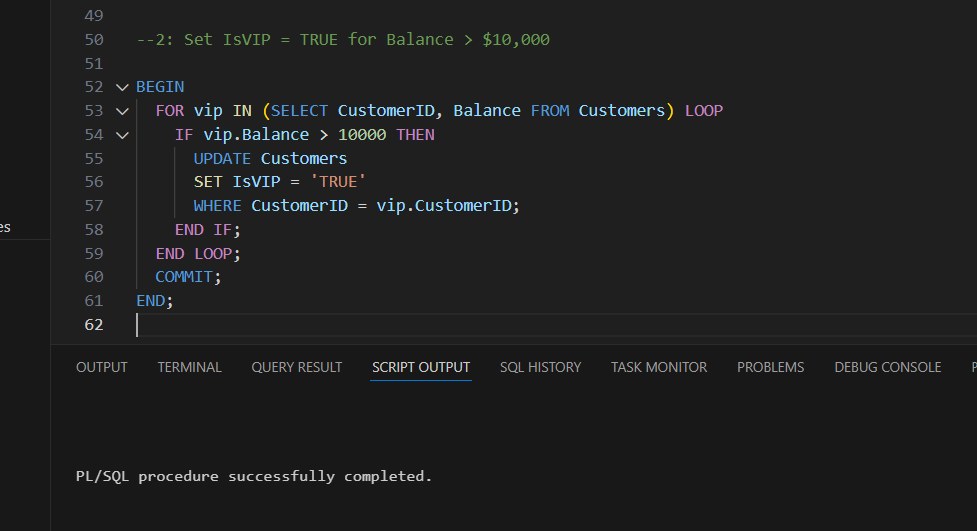 49
50 --2: Set IsVIP = TRUE for Balance > $10,000
51
52 BEGIN
53 FOR vip IN (SELECT CustomerID, Balance FROM Customers) LOOP
54 IF vip.Balance > 10000 THEN
55 UPDATE Customers
56 SET IsVIP = 'TRUE'
57 WHERE CustomerID = vip.CustomerID;
es
58 END IF;
59 END LOOP;
60 COMMIT;
61 END;
62
OUTPUT TERMINAL QUERY RESULT SCRIPT OUTPUT SQL HISTORY TASK MONITOR PROBLEMS DEBUG CONSOLE
PL/SQL procedure successfully completed.